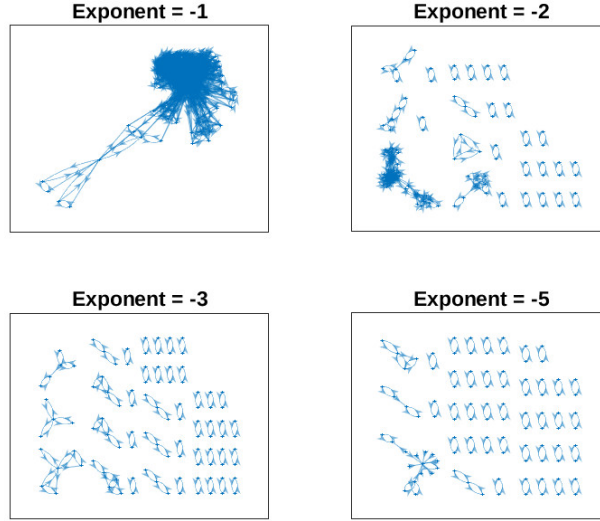 Exponent = -1
Exponent = -2
Exponent = -3
Exponent = -5